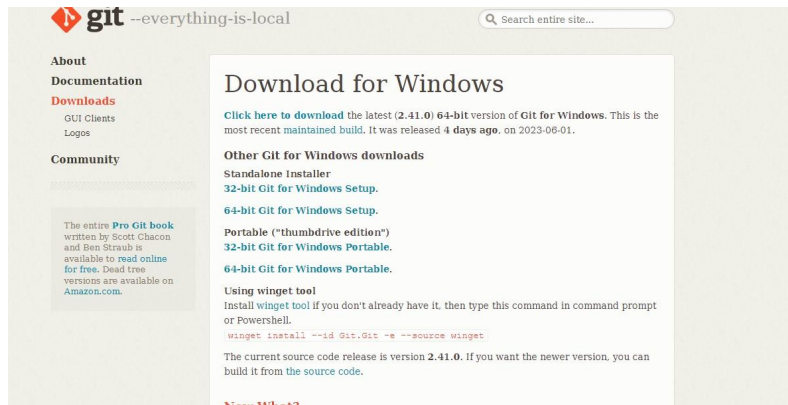 git --everything-is-local
Search entire site...
About
Documentation
Downloads
GUI Clients
Logos
Community
The entire Pro Git book
written by Scott Chacon
and Ben Straub is
available to read online
for free. Dead tree
versions are available on
Amazon.com.
Download for Windows
Click here to download the latest (2.41.0) 64-bit version of Git for Windows. This is the
most recent maintained build. It was released 4 days ago, on 2023-06-01.
Other Git for Windows downloads
Standalone Installer
32-bit Git for Windows Setup.
64-bit Git for Windows Setup.
Portable ("thumbdrive edition")
32-bit Git for Windows Portable.
64-bit Git for Windows Portable.
Using winget tool
Install winget tool if you don't already have it, then type this command in command prompt
or Powershell.
winget install --id Git.Git -e --source winget
The current source code release is version 2.41.0. If you want the newer version, you can
build it from the source code.
Now What?